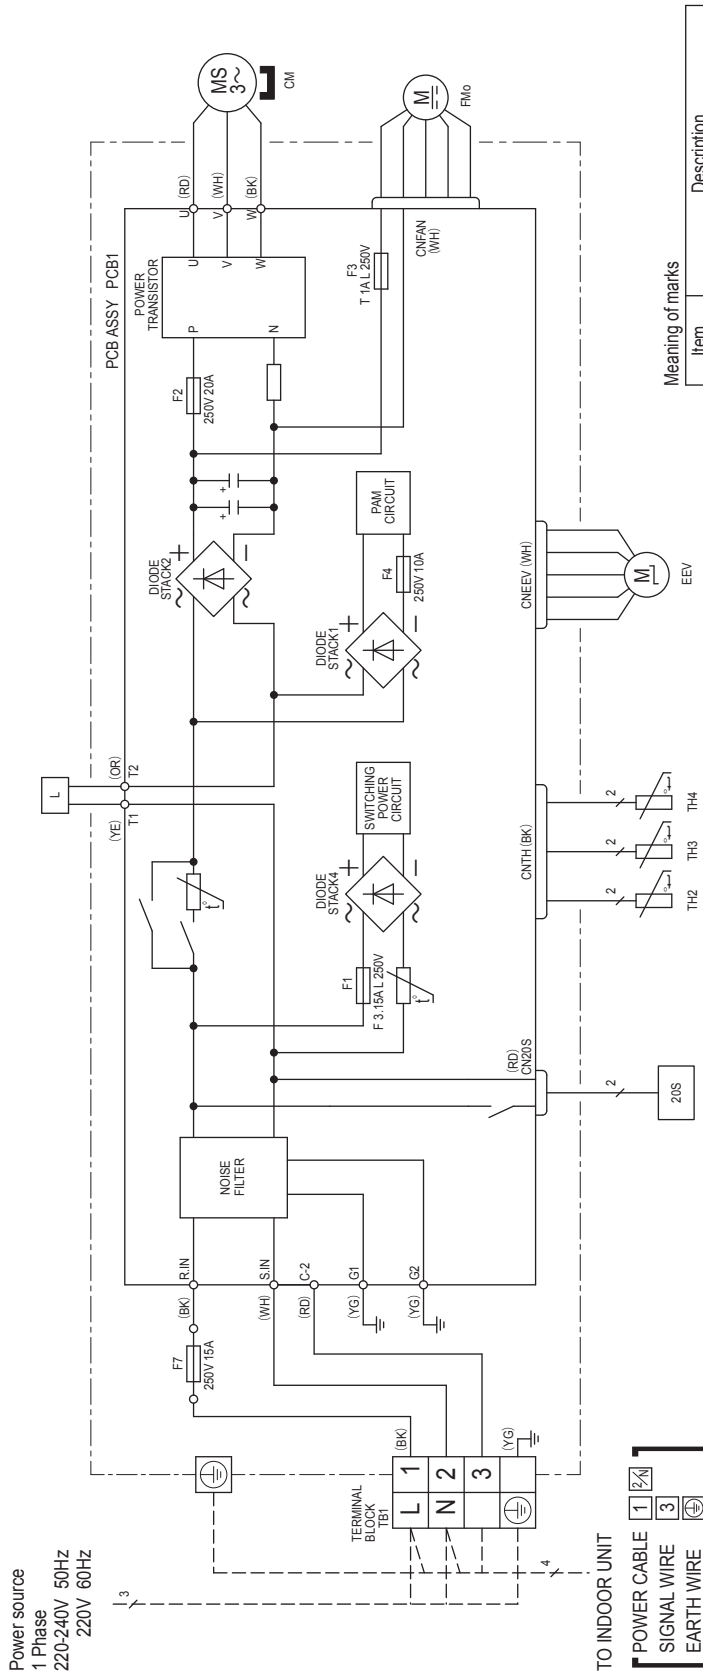 Power source
1 Phase
220-240V 50Hz
220V 60Hz
3
TO INDOOR UNIT
4
POWER CABLE 1 2/N
SIGNAL WIRE 3
EARTH WIRE
TERMINAL
BLOCK
TB1
L 1
N 2
3
(BK)
(YG)
F7
250V 15A
(BK)
R.IN
(WH)
S.IN
(RD)
C-2
(YG)
G1
(YG)
G2
NOISE
FILTER
(RD)
CN20S
2
20S
F1
F 3.15A L 250V
t°
t°
DIODE
STACK4
+
−
SWITCHING
POWER
CIRCUIT
L
(YE)
T1
(OR)
T2
CNTH (BK)
2
2
2
t°
t°
t°
TH2
TH3
TH4
DIODE
STACK1
+
−
F4
250V 10A
PAM
CIRCUIT
DIODE
STACK2
+
−
+
+
F2
250V 20A
PCB ASSY PCB1
POWER
TRANSISTOR
P
N
U
V
W
U (RD)
V (WH)
W (BK)
MS
3~
CM
F3
T 1A L 250V
CNFAN
(WH)
M
FMo
CNEEV (WH)
M
EEV
Meaning of marks
Item
Description